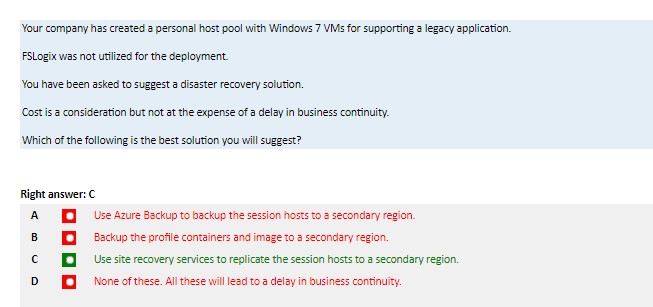 Your company has created a personal host pool with Windows 7 VMs for supporting a legacy application.
FSLogix was not utilized for the deployment.
You have been asked to suggest a disaster recovery solution.
Cost is a consideration but not at the expense of a delay in business continuity.
Which of the following is the best solution you will suggest?
Right answer: C
A Use Azure Backup to backup the session hosts to a secondary region.
B Backup the profile containers and image to a secondary region.
C Use site recovery services to replicate the session hosts to a secondary region.
D None of these. All these will lead to a delay in business continuity.